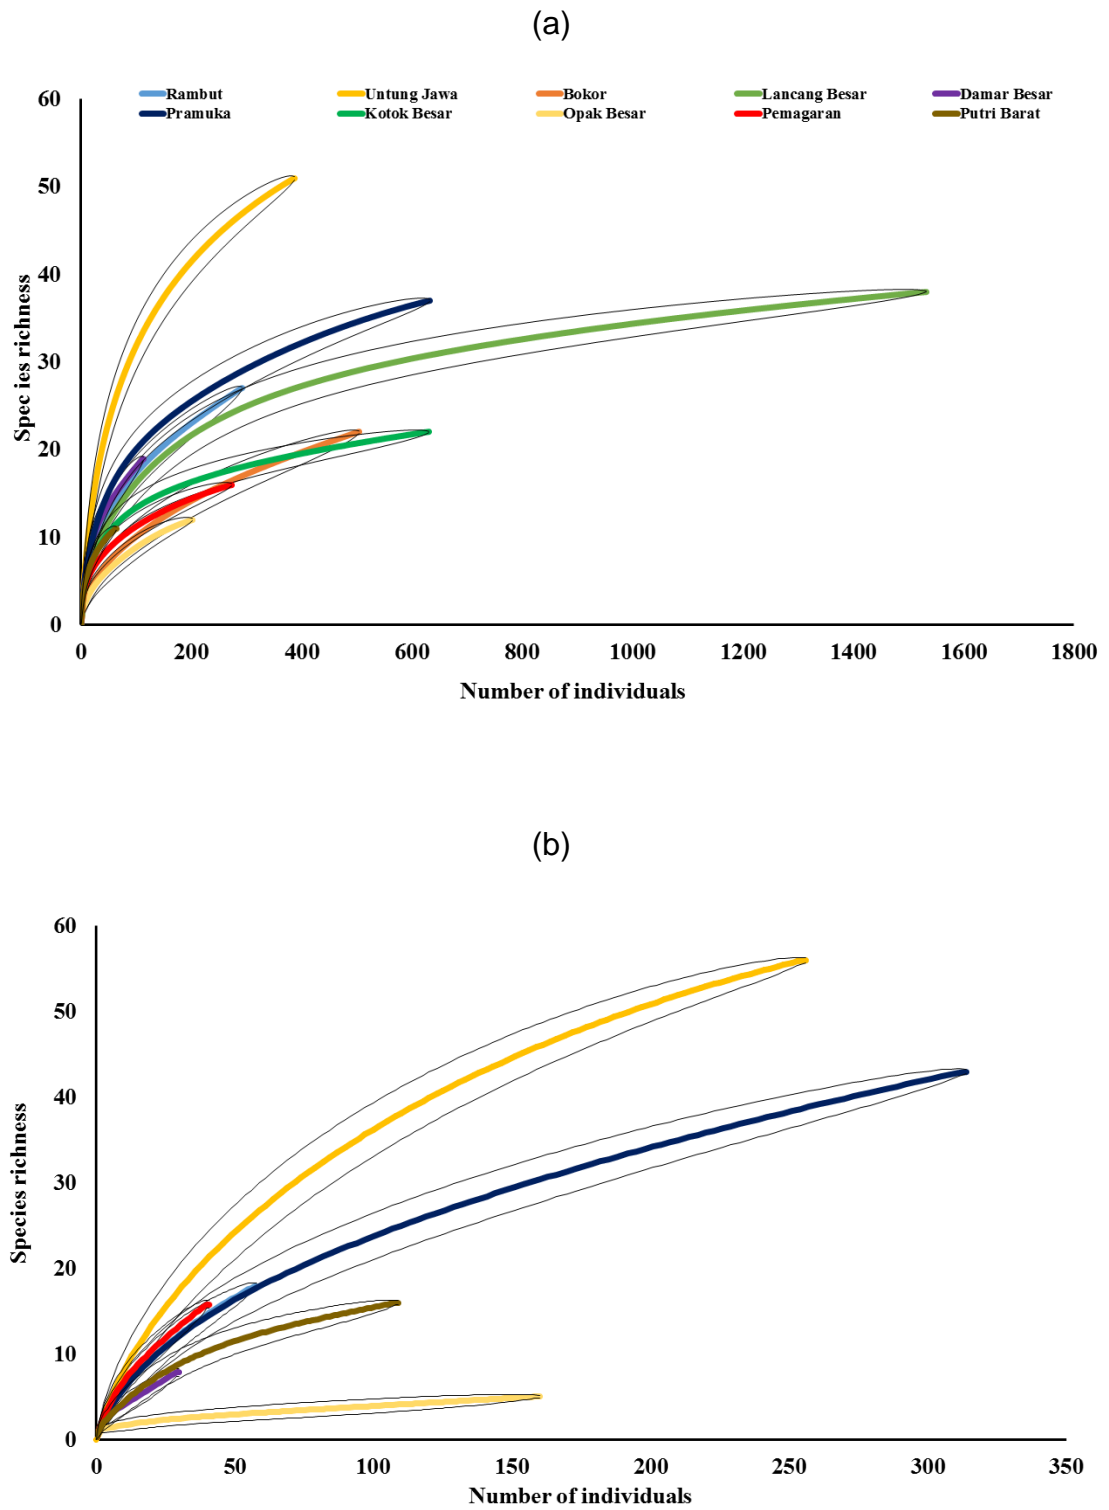 (a)
Rambut Untung Jawa Bokor Lancang Besar Damar Besar
Pramuka Kotok Besar Opak Besar Pemagaran Putri Barat
60
50
40
30
20
10
0
Spec ies richness
0 200 400 600 800 1000 1200 1400 1600 1800
Number of individuals
(b)
60
50
40
30
20
10
0
Species richness
0 50 100 150 200 250 300 350
Number of individuals